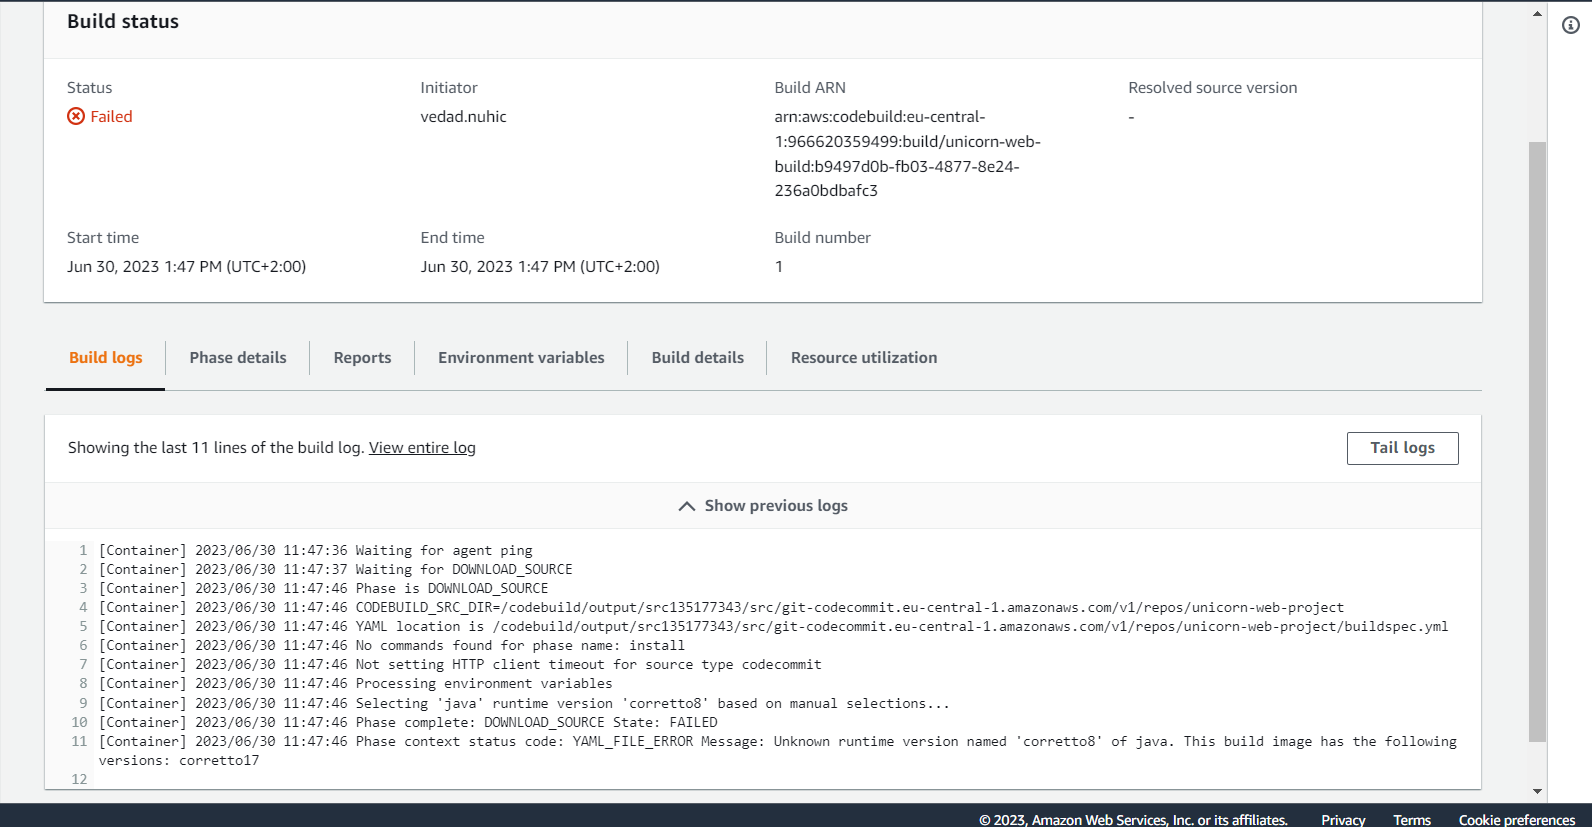 Build status
Status
Failed
Initiator
vedad.nuhic
Build ARN
arn:aws:codebuild:eu-central-
1:966620359499:build/unicorn-web-
build:b9497d0b-fb03-4877-8e24-
236a0bdbafc3
Resolved source version
-
Start time
Jun 30, 2023 1:47 PM (UTC+2:00)
End time
Jun 30, 2023 1:47 PM (UTC+2:00)
Build number
1
Build logs
Phase details
Reports
Environment variables
Build details
Resource utilization
Showing the last 11 lines of the build log. View entire log
Tail logs
Show previous logs
1 [Container] 2023/06/30 11:47:36 Waiting for agent ping
2 [Container] 2023/06/30 11:47:37 Waiting for DOWNLOAD_SOURCE
3 [Container] 2023/06/30 11:47:46 Phase is DOWNLOAD_SOURCE
4 [Container] 2023/06/30 11:47:46 CODEBUILD_SRC_DIR=/codebuild/output/src135177343/src/git-codecommit.eu-central-1.amazonaws.com/v1/repos/unicorn-web-project
5 [Container] 2023/06/30 11:47:46 YAML location is /codebuild/output/src135177343/src/git-codecommit.eu-central-1.amazonaws.com/v1/repos/unicorn-web-project/buildspec.yml
6 [Container] 2023/06/30 11:47:46 No commands found for phase name: install
7 [Container] 2023/06/30 11:47:46 Not setting HTTP client timeout for source type codecommit
8 [Container] 2023/06/30 11:47:46 Processing environment variables
9 [Container] 2023/06/30 11:47:46 Selecting 'java' runtime version 'corretto8' based on manual selections...
10 [Container] 2023/06/30 11:47:46 Phase complete: DOWNLOAD_SOURCE State: FAILED
11 [Container] 2023/06/30 11:47:46 Phase context status code: YAML_FILE_ERROR Message: Unknown runtime version named 'corretto8' of java. This build image has the following
versions: corretto17
12
© 2023, Amazon Web Services, Inc. or its affiliates. Privacy Terms Cookie preferences